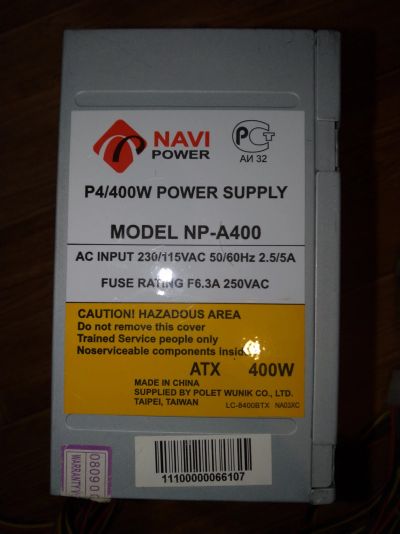 NAVI
POWER
АИ 32
P4/400W POWER SUPPLY
MODEL NP-A400
AC INPUT 230/115VAC 50/60Hz 2.5/5A
FUSE RATING F6.3A 250VAC
CAUTION! HAZARDOUS AREA
Do not remove this cover
Trained Service people only
Noserviceable components inside
ATX 400W
MADE IN CHINA
SUPPLIED BY POLET WUNIK CO., LTD.
TAIPEI, TAIWAN
LC-8400BTX NA03XC
11100000066107